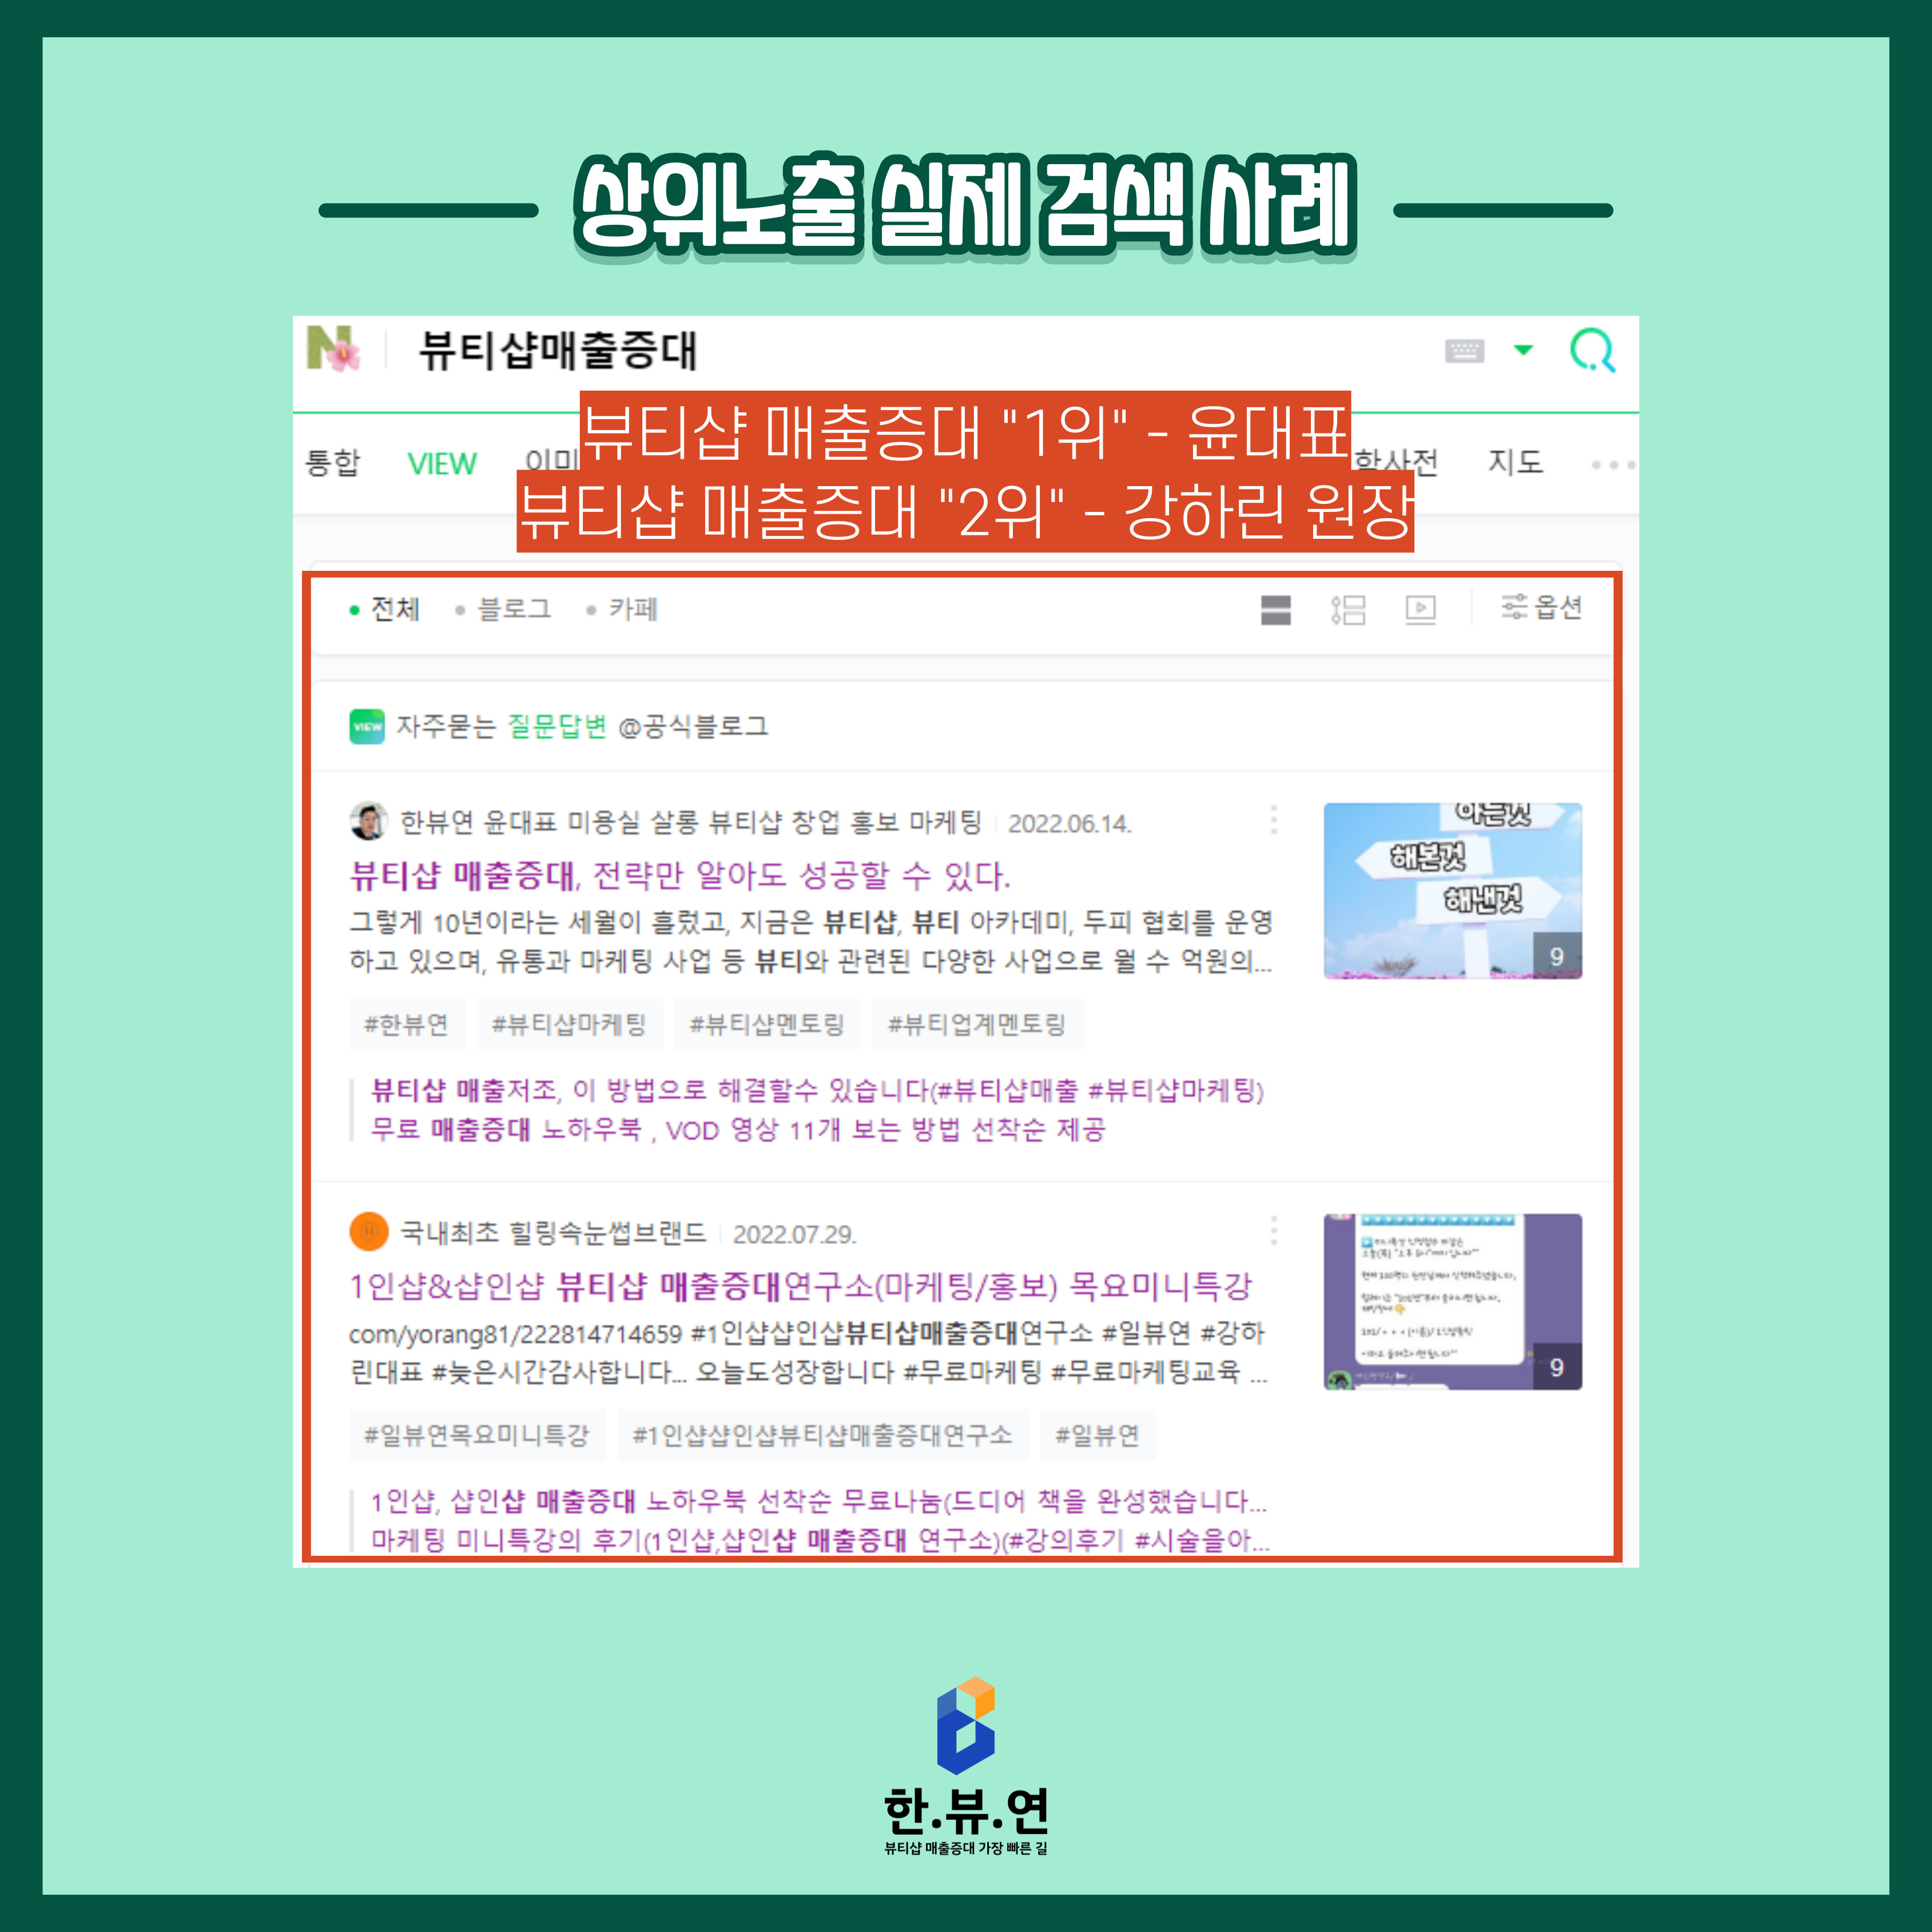 상위노출 실제 검색 사례
뷰티샵매출증대
뷰티샵 매출증대 "1위" - 윤대표
통합 VIEW 이미 학사전 지도
뷰티샵 매출증대 "2위" - 강하린 원장
전체 블로그 카페 옵션
VIEW 자주묻는 질문답변 @공식블로그
한뷰연 윤대표 미용실 살롱 뷰티샵 창업 홍보 마케팅 2022.06.14.
뷰티샵 매출증대, 전략만 알아도 성공할 수 있다.
그렇게 10년이라는 세월이 흘렀고, 지금은 뷰티샵, 뷰티 아카데미, 두피 협회를 운영
하고 있으며, 유통과 마케팅 사업 등 뷰티와 관련된 다양한 사업으로 월 수 억원의...
아는것
해본것
해낸것
9
#한뷰연 #뷰티샵마케팅 #뷰티샵멘토링 #뷰티업계멘토링
뷰티샵 매출저조, 이 방법으로 해결할수 있습니다(#뷰티샵매출 #뷰티샵마케팅)
무료 매출증대 노하우북 , VOD 영상 11개 보는 방법 선착순 제공
국내최초 힐링속눈썹브랜드 2022.07.29.
1인샵&샵인샵 뷰티샵 매출증대연구소(마케팅/홍보) 목요미니특강
com/yorang81/222814714659 #1인샵샵인샵뷰티샵매출증대연구소 #일뷰연 #강하
린대표 #늦은시간감사합니다... 오늘도성장합니다 #무료마케팅 #무료마케팅교육 ...
9
#일뷰연목요미니특강 #1인샵샵인샵뷰티샵매출증대연구소 #일뷰연
1인샵, 샵인샵 매출증대 노하우북 선착순 무료나눔(드디어 책을 완성했습니다...
마케팅 미니특강의 후기(1인샵,샵인샵 매출증대 연구소)(#강의후기 #시술을아...
한.뷰.연
뷰티샵 매출증대 가장 빠른 길